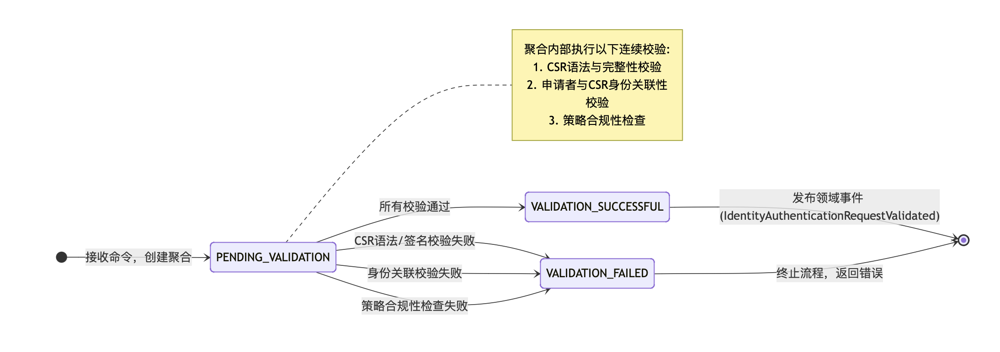 聚合内部执行以下连续校验:
1. CSR语法与完整性校验
2. 申请者与CSR身份关联性
校验
3. 策略合规性检查
接收命令，创建聚合
PENDING_VALIDATION
所有校验通过
CSR语法/签名校验失败
身份关联校验失败
策略合规性检查失败
VALIDATION_SUCCESSFUL
VALIDATION_FAILED
发布领域事件
(IdentityAuthenticationRequestValidated)
终止流程，返回错误